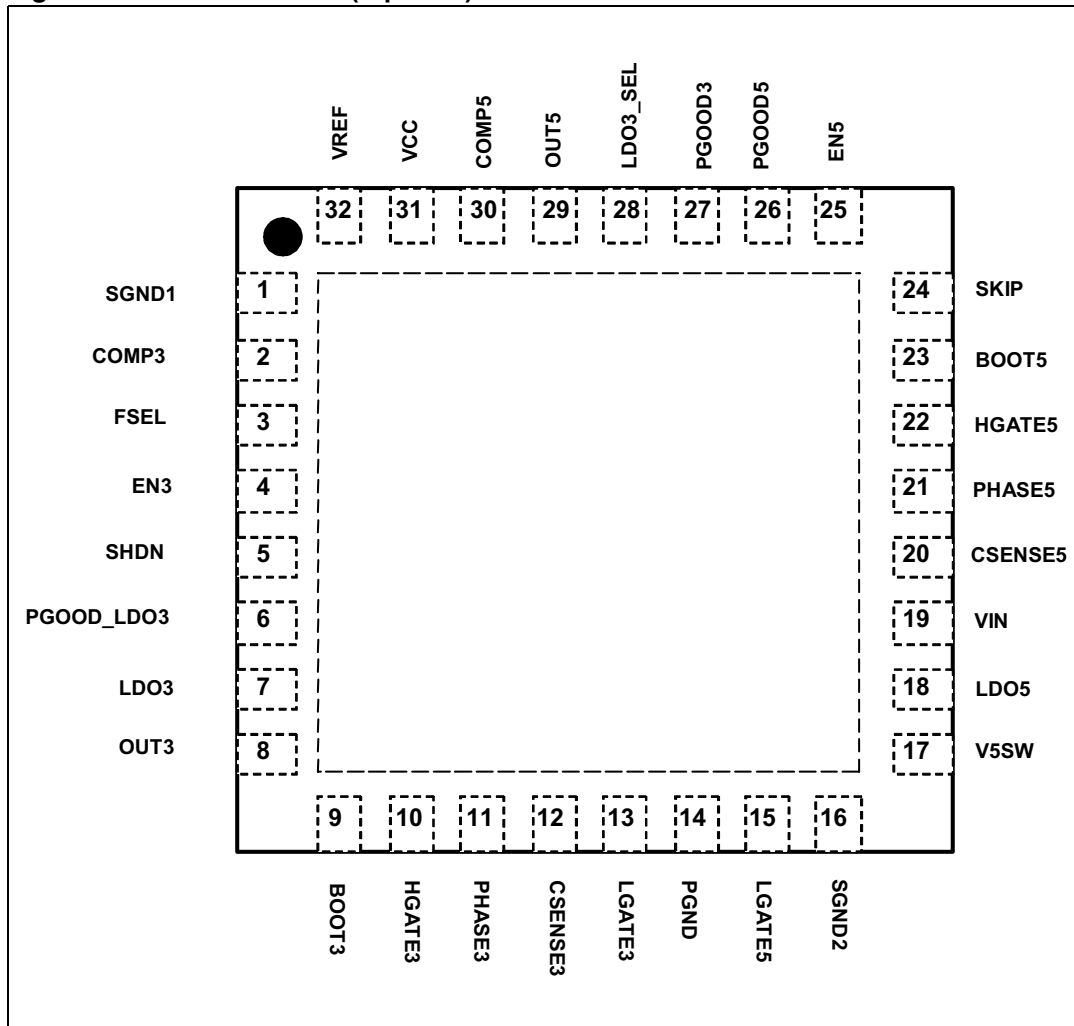 VREF
VCC
COMP5
OUT5
LDO3_SEL
PGOOD3
PGOOD5
EN5
32
31
30
29
28
27
26
25
SGND1
1
24
SKIP
COMP3
2
23
BOOT5
FSEL
3
22
HGATE5
EN3
4
21
PHASE5
SHDN
5
20
CSENSE5
PGOOD_LDO3
6
19
VIN
LDO3
7
18
LDO5
OUT3
8
17
V5SW
9
10
11
12
13
14
15
16
BOOT3
HGATE3
PHASE3
CSENSE3
LGATE3
PGND
LGATE5
SGND2